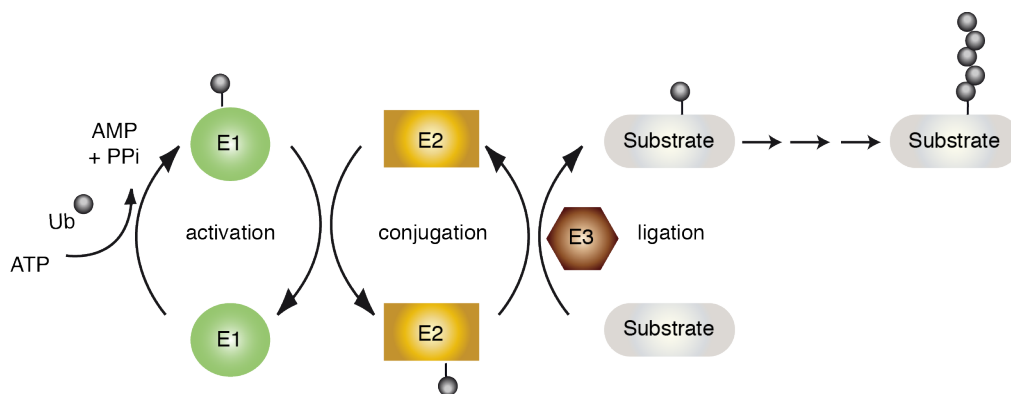 AMP
+ PPi
Ub
ATP
E1
activation
E1
E2
conjugation
E2
E3
ligation
Substrate
Substrate
Substrate